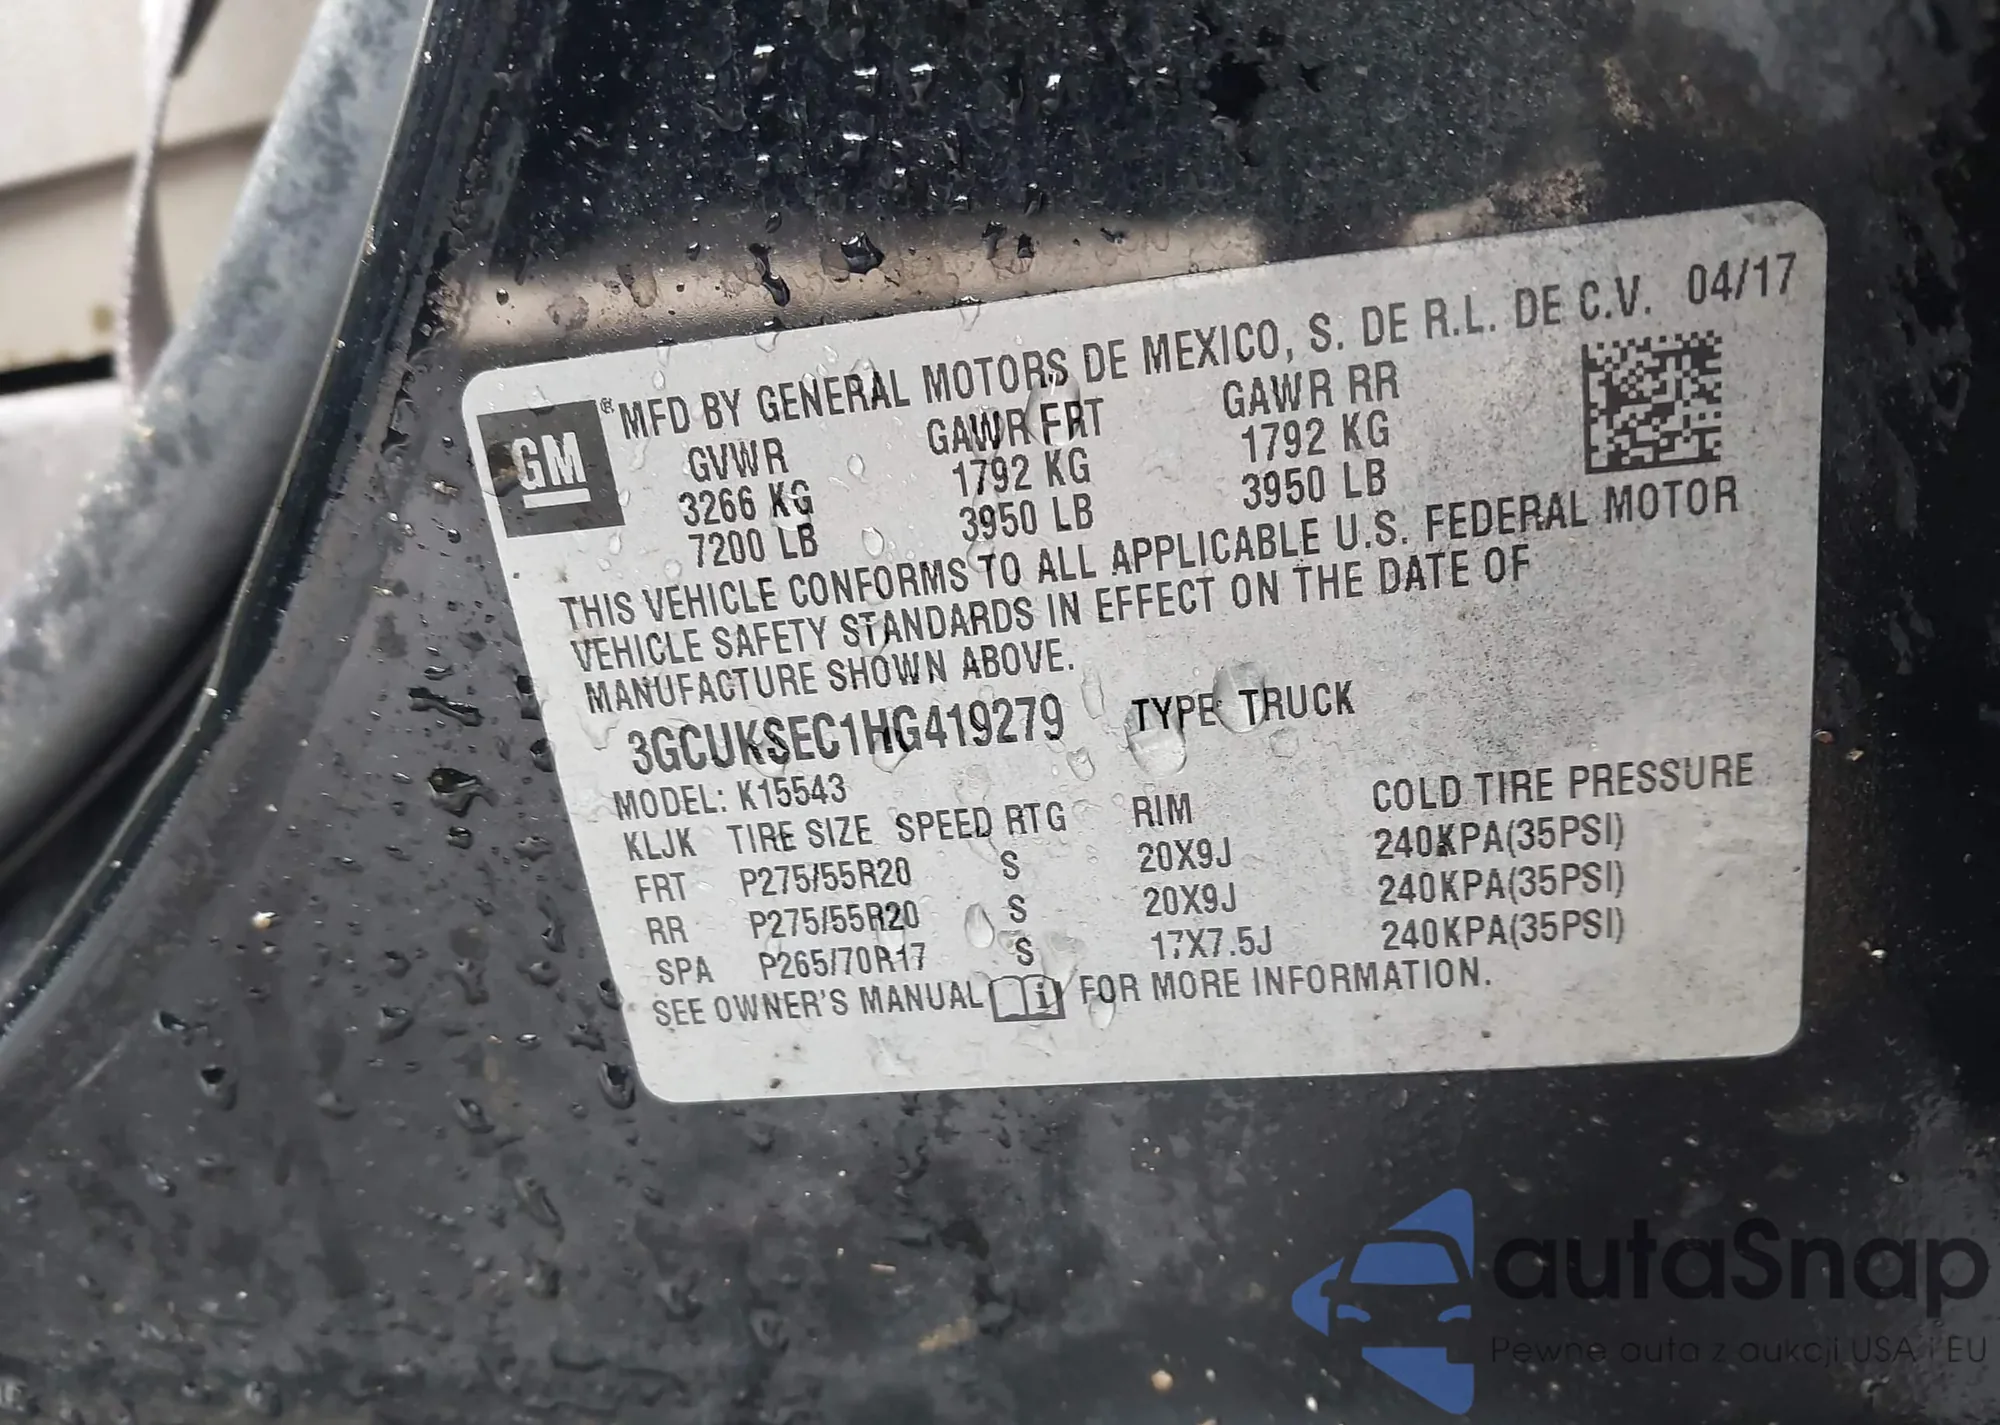 MFD BY GENERAL MOTORS DE MEXICO, S. DE R.L. DE C.V. 04/17
GM®
GVWR GAWR FRT GAWR RR
3266 KG 1792 KG 1792 KG
7200 LB 3950 LB 3950 LB
THIS VEHICLE CONFORMS TO ALL APPLICABLE U.S. FEDERAL MOTOR
VEHICLE SAFETY STANDARDS IN EFFECT ON THE DATE OF
MANUFACTURE SHOWN ABOVE.
3GCUKSEC1HG419279 TYPE: TRUCK
MODEL: K15543
KLJK TIRE SIZE SPEED RTG RIM COLD TIRE PRESSURE
FRT P275/55R20 S 20X9J 240KPA(35PSI)
RR P275/55R20 S 20X9J 240KPA(35PSI)
SPA P265/70R17 S 17X7.5J 240KPA(35PSI)
SEE OWNER'S MANUAL i FOR MORE INFORMATION.
autaSnap
Pewne auta z aukcji USA i EU